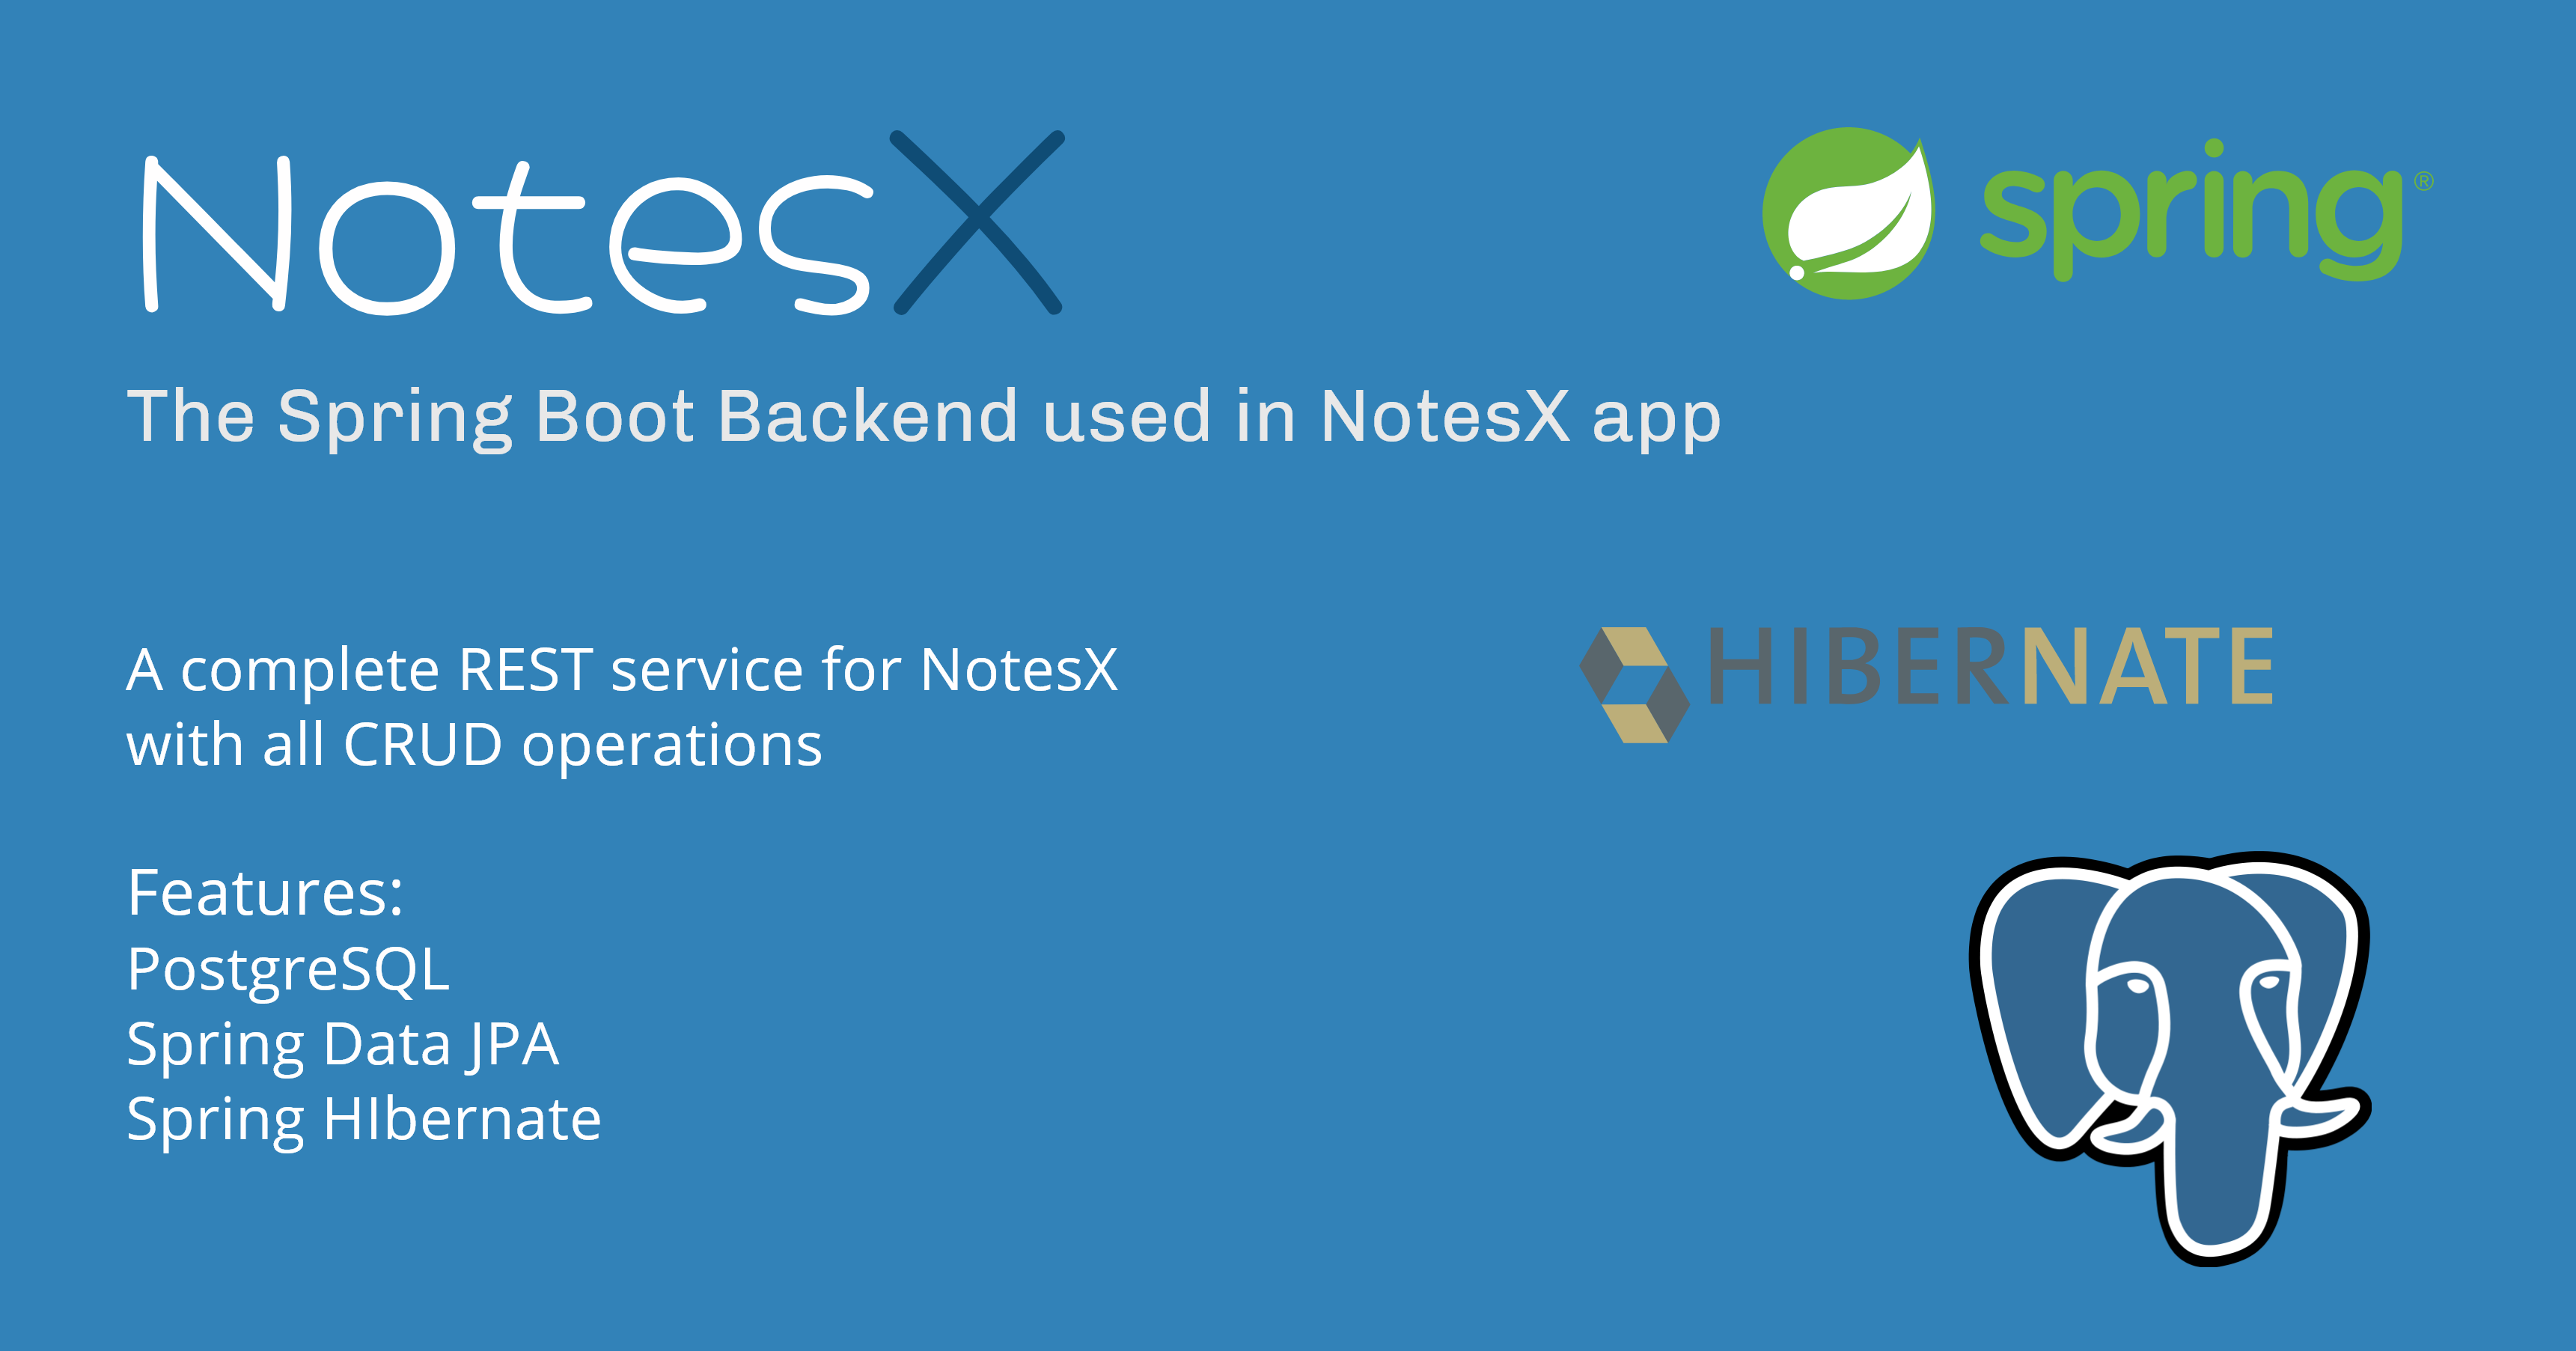 NotesX
spring®
The Spring Boot Backend used in NotesX app
A complete REST service for NotesX
with all CRUD operations
HIBERNATE
Features:
PostgreSQL
Spring Data JPA
Spring HIbernate